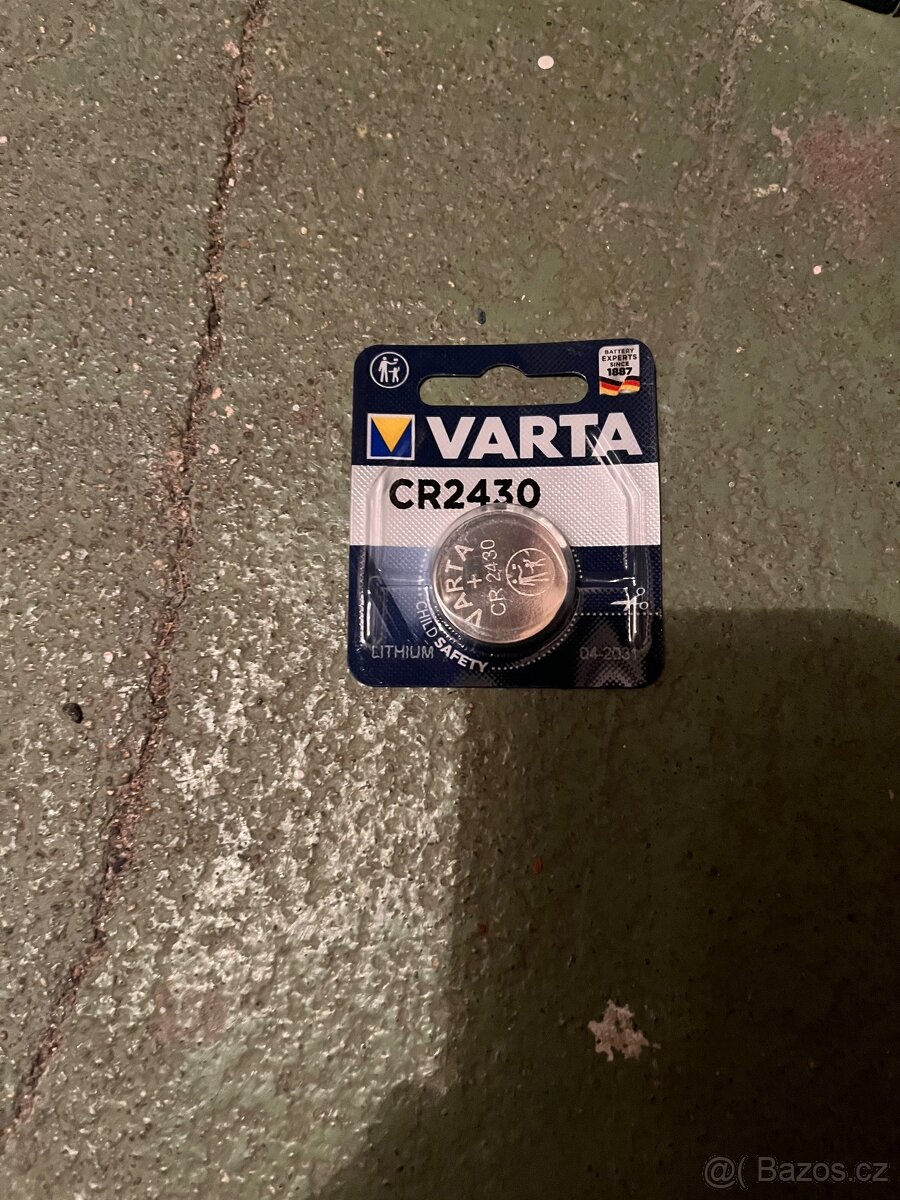 BATTERY
EXPERTS
SINCE
1887
VARTA
CR2430
VARTA
+
CR 2430
CHILD SAFETY
LITHIUM
04-2031
@( Bazos.cz